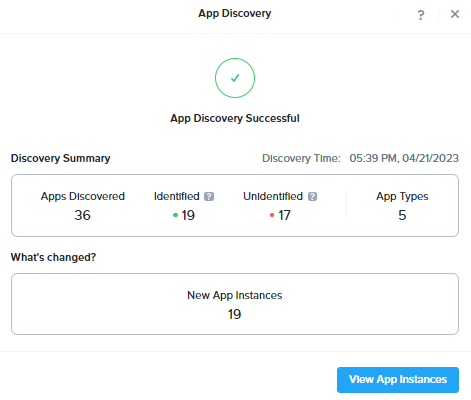 App Discovery
?
App Discovery Successful
Discovery Summary
Discovery Time: 05:39 PM, 04/21/2023
Apps Discovered Identified ? Unidentified ? App Types
36 19 17 5
What's changed?
New App Instances
19
View App Instances